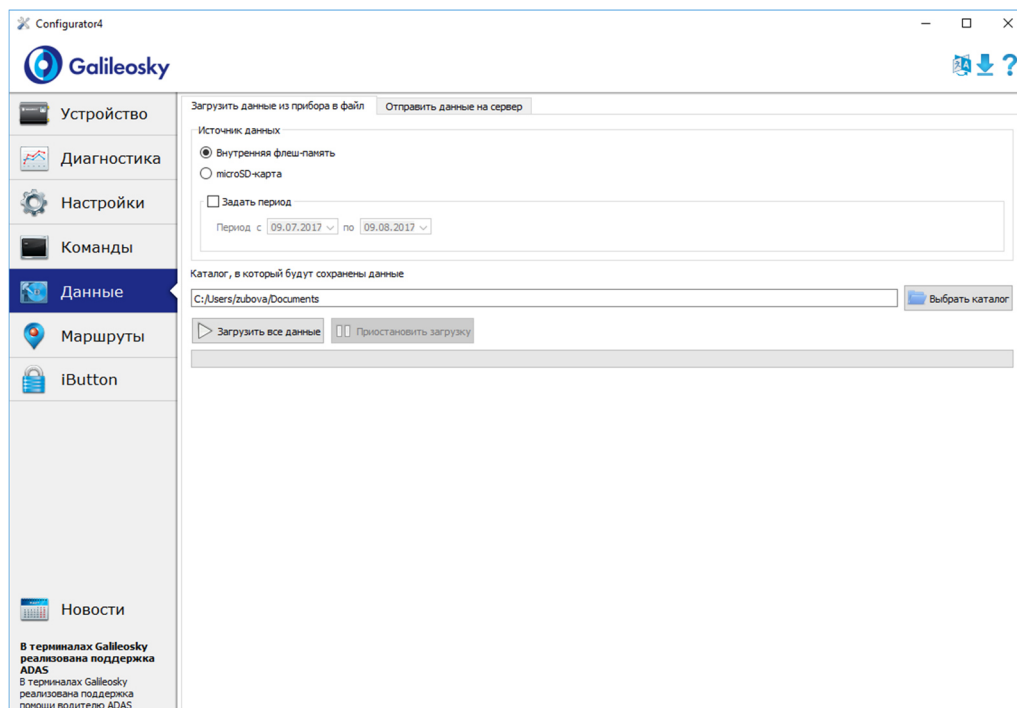 Configurator4
Galileosky
Устройство
Диагностика
Настройки
Команды
Данные
Маршруты
iButton
Новости
В терминалах Galileosky
реализована поддержка
ADAS
В терминалах Galileosky
реализована поддержка
помощи водителю ADAS
Загрузить данные из прибора в файл
Отправить данные на сервер
Источник данных
Внутренняя флеш-память
microSD-карта
Задать период
Период с 09.07.2017 по 09.08.2017
Каталог, в который будут сохранены данные
C:/Users/zubova/Documents
Выбрать каталог
Загрузить все данные
Приостановить загрузку